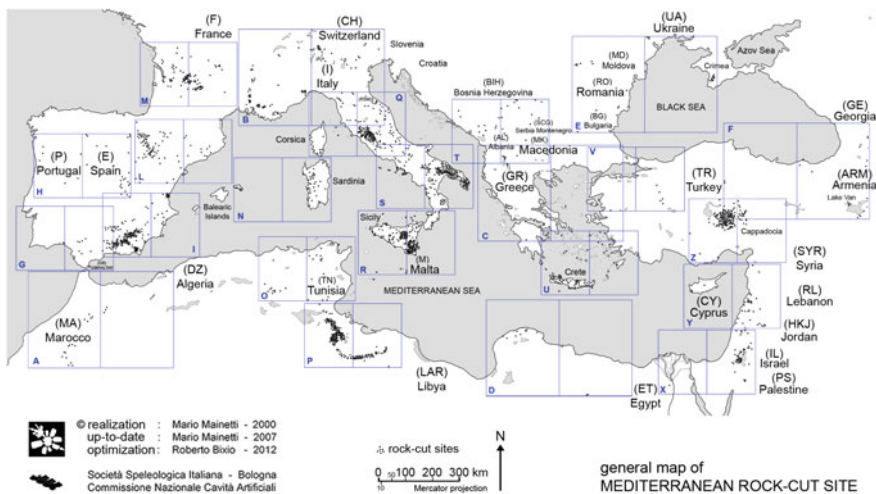 (F)
France
(CH)
Switzerland
Slovenia
Croatia
(I)
Italy
(UA)
Ukraine
Azov Sea
Crimea
(MD)
Moldova
(RO)
Romania
(BG)
Bulgaria
BLACK SEA
(GE)
Georgia
(BIH)
Bosnia Herzegovina
(SCG)
Serbia Montenegro
(AL)
Albania
(MK)
Macedonia
M
B
Q
E
F
Corsica
(P)
Portugal
(E)
Spain
H
L
T
V
(GR)
Greece
(TR)
Turkey
(ARM)
Armenia
Lake Van
Balearic
Islands
N
Sardinia
S
Sicily
C
Cappadocia
G
I
(DZ)
Algeria
O
(TN)
Tunisia
R
(M)
Malta
MEDITERRANEAN SEA
Crete
U
Z
(SYR)
Syria
(CY)
Cyprus
Y
(RL)
Lebanon
(HKJ)
Jordan
(MA)
Marocco
A
P
(LAR)
Libya
D
(ET)
Egypt
X
(IL)
Israel
(PS)
Palestine
© realization : Mario Mainetti - 2000
up-to-date : Mario Mainetti - 2007
optimization : Roberto Bixio - 2012
Società Speleologica Italiana - Bologna
Commissione Nazionale Cavità Artificiali
rock-cut sites
0 50 100 200 300 km
10
Mercator projection
N
general map of
MEDITERRANEAN ROCK-CUT SITE